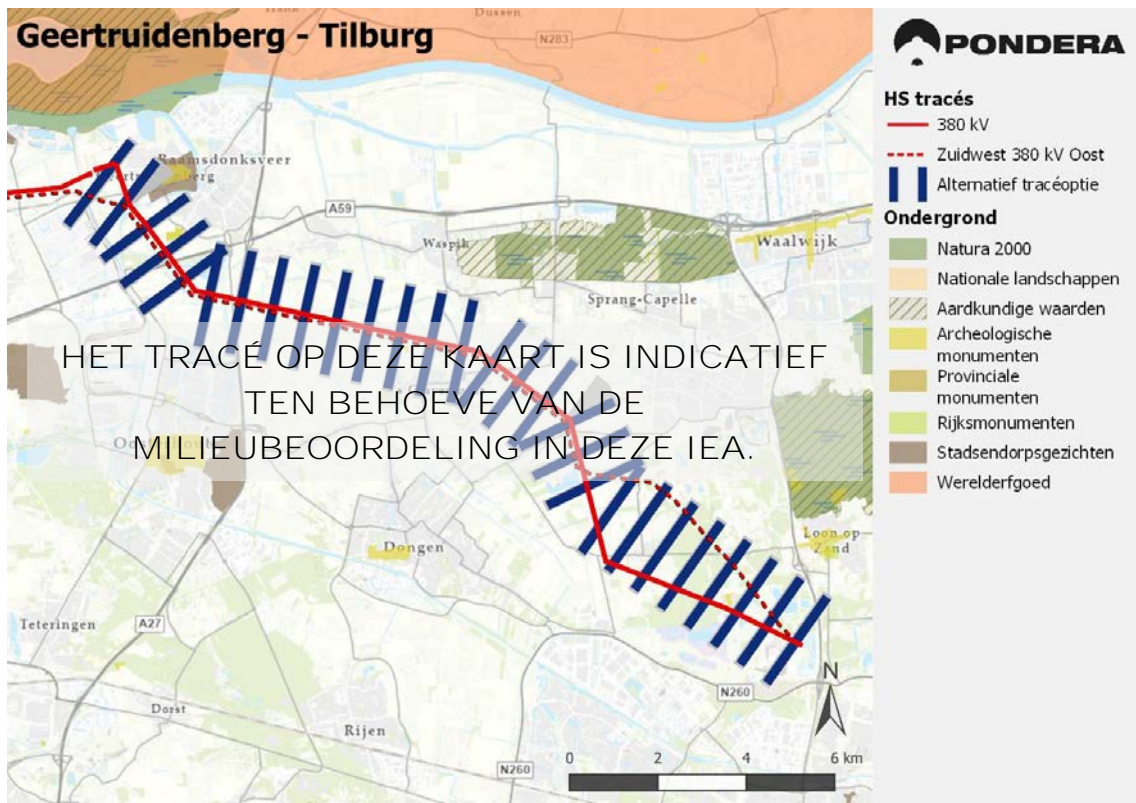 Geertruidenberg - Tilburg
Dussen
N283
PONDERA
HS tracés
380 kV
Zuidwest 380 kV Oost
Alternatief tracéoptie
Ondergrond
Natura 2000
Nationale landschappen
Aardkundige waarden
Archeologische
monumenten
Provinciale
monumenten
Rijksmonumenten
Stadsendorpsgezichten
Werelderfgoed
Raamsdonksveer
A59
Waspik
Waalwijk
Sprang-Capelle
HET TRACÉ OP DEZE KAART IS INDICATIEF
TEN BEHOEVE VAN DE
MILIEUBEOORDELING IN DEZE IEA.
Loon op
Zand
Dongen
Teteringen
A27
N260
N
Dorst
Rijen
N260
0 2 4 6 km